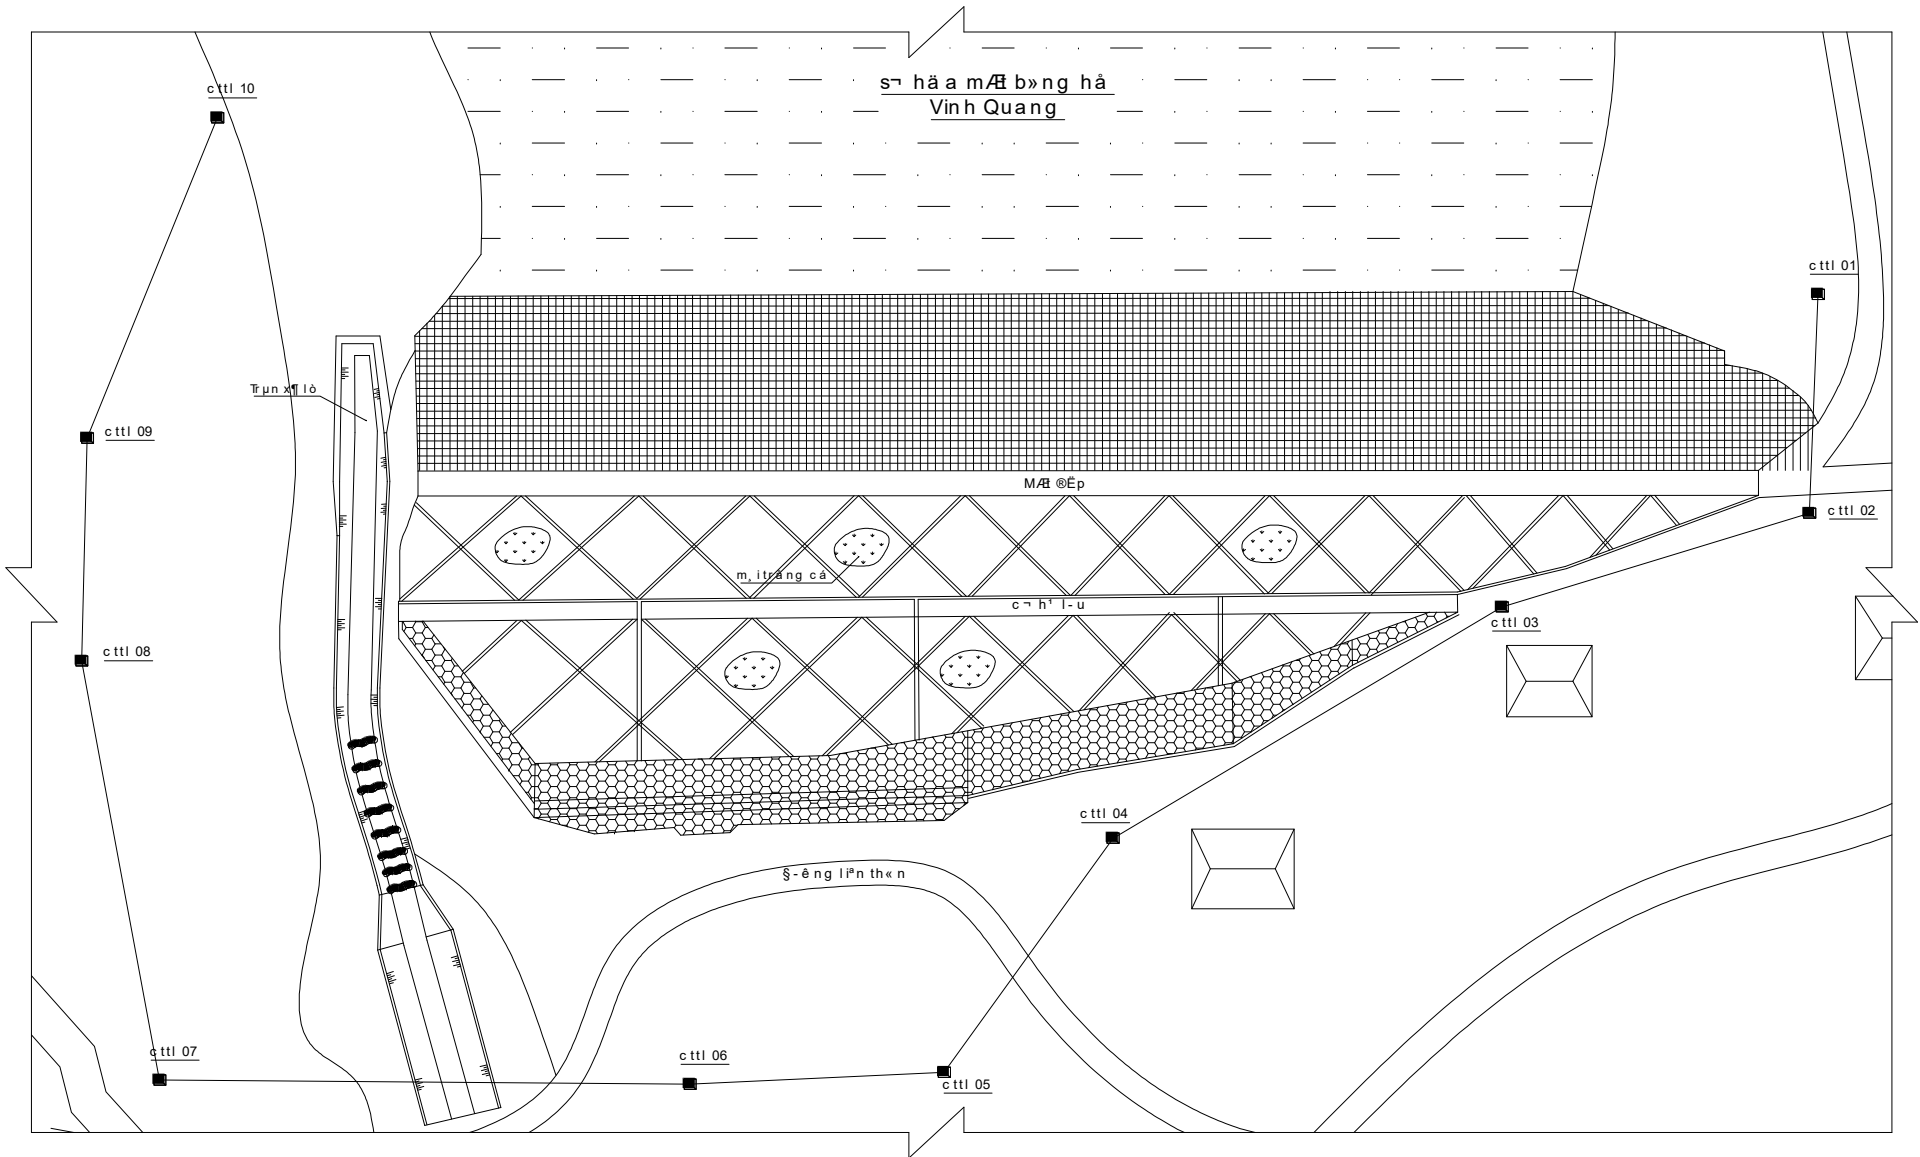 s¬ häa mÆt b»ng hå
Vinh Quang
cttl 10
cttl 01
Trµn x¶ lò
cttl 09
MÆt ®Ëp
cttl 02
m¸i trång cá
c¬ h¹ l-u
cttl 03
cttl 08
cttl 04
§-êng liªn th«n
cttl 07
cttl 06
cttl 05